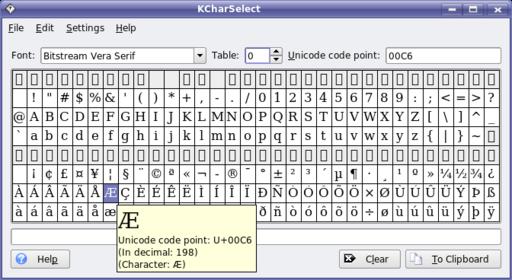 KCharSelect
File Edit Settings Help
Font: Bitstream Vera Serif Table: 0 Unicode code point: 00C6
! " # $ % & ' ( ) * + , - . / 0 1 2 3 4 5 6 7 8 9 : ; < = > ?
@ A B C D E F G H I J K L M N O P Q R S T U V W X Y Z [ \ ] ^ _
` a b c d e f g h i j k l m n o p q r s t u v w x y z { | } ~
¡ ¢ £ ¤ ¥ ¦ § ¨ © ª « ¬ - ® ¯ ° ± ² ³ ´ µ ¶ · ¸ ¹ º » ¼ ½ ¾ ¿
À Á Â Ã Ä Å Æ Ç È É Ê Ë Ì Í Î Ï Ð Ñ Ò Ó Ô Õ Ö × Ø Ù Ú Û Ü Ý Þ ß
à á â ã ä å æ ð ñ ò ó ô õ ö ÷ ø ù ú û ü ý þ ÿ
Æ
Unicode code point: U+00C6
(In decimal: 198)
(Character: Æ)
Help Clear To Clipboard